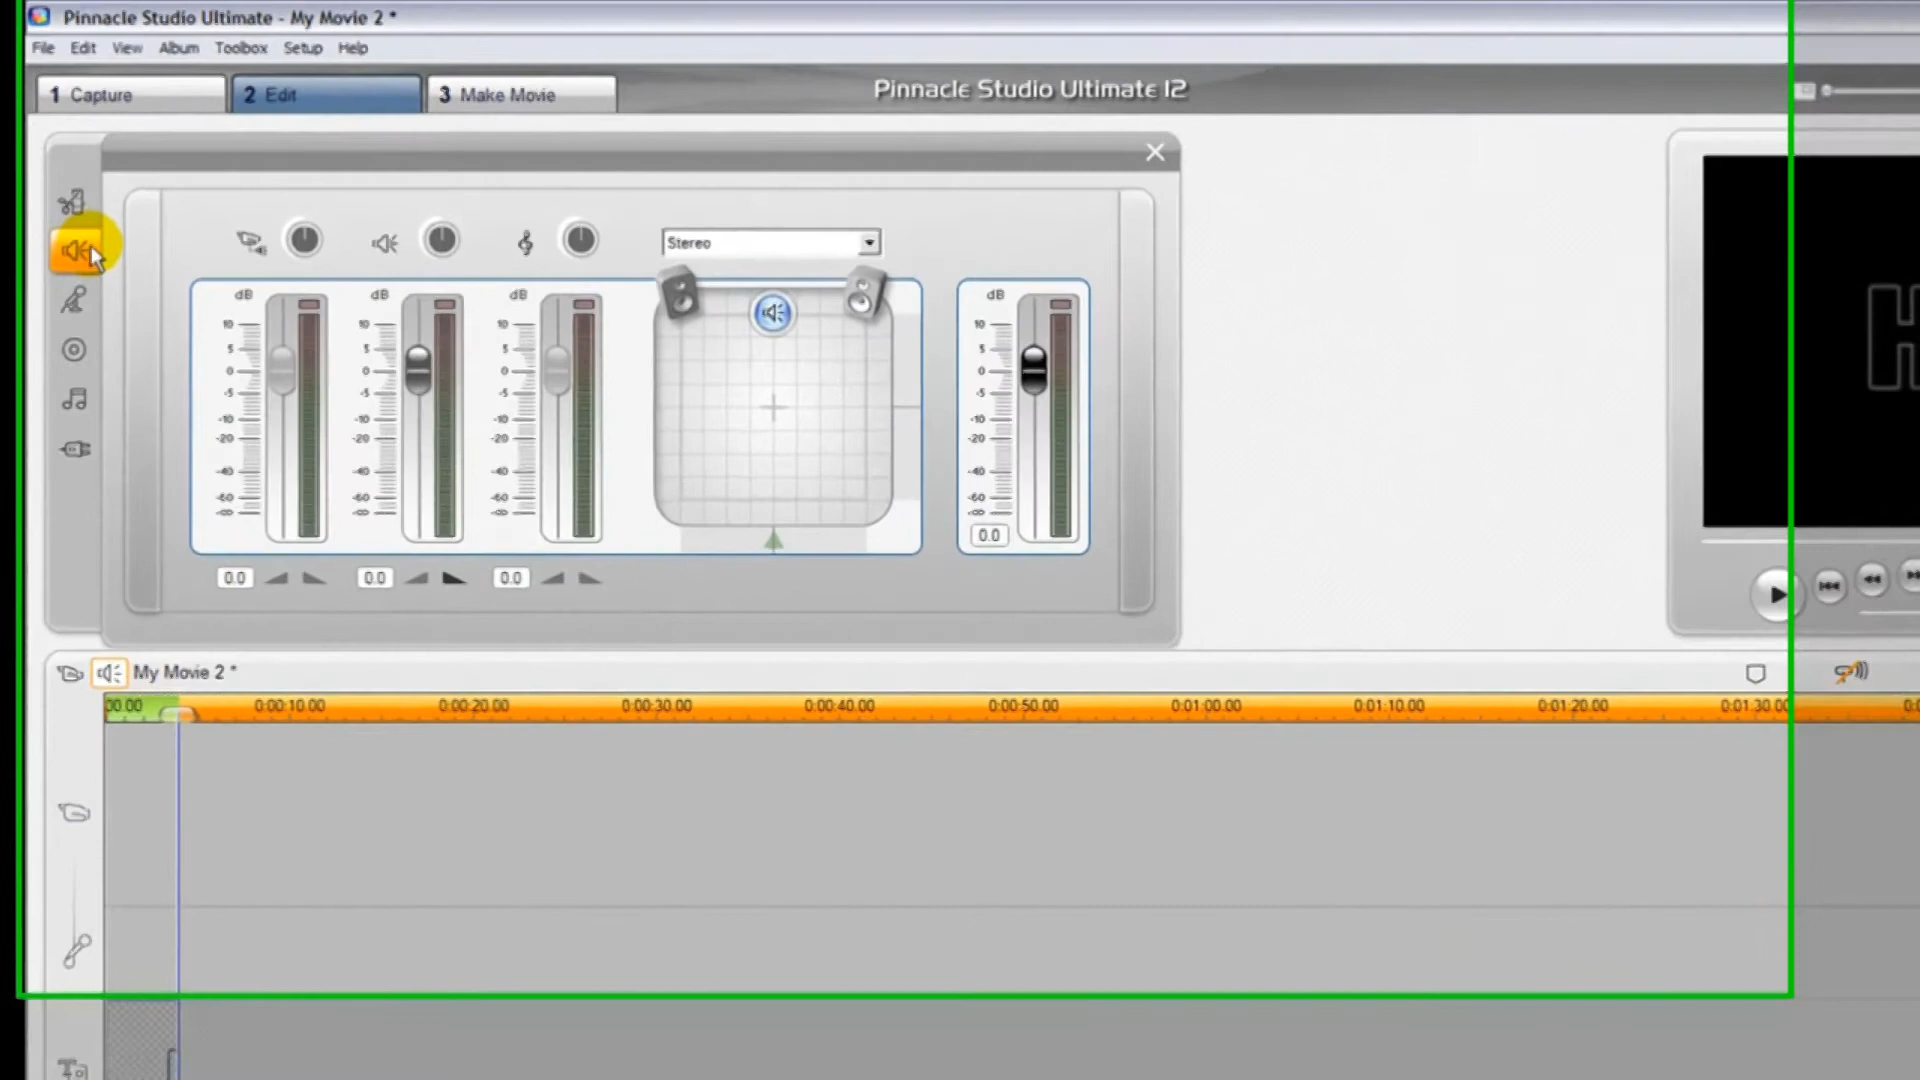 Pinnacle Studio Ultimate - My Movie 2 *
File Edit View Album Toolbox Setup Help
1 Capture 2 Edit 3 Make Movie
Pinnacle Studio Ultimate 12
Stereo
dB dB dB dB
10 10 10 10
5 5 5 5
0 0 0 0
-5 -5 -5 -5
-10 -10 -10 -10
-20 -20 -20 -20
-40 -40 -40 -40
-60 -60 -60 -60
-∞ -∞ -∞ -∞
0.0
0.0 0.0 0.0
My Movie 2 *
00.00 0:00:10.00 0:00:20.00 0:00:30.00 0:00:40.00 0:00:50.00 0:01:00.00 0:01:10.00 0:01:20.00 0:01:30.00